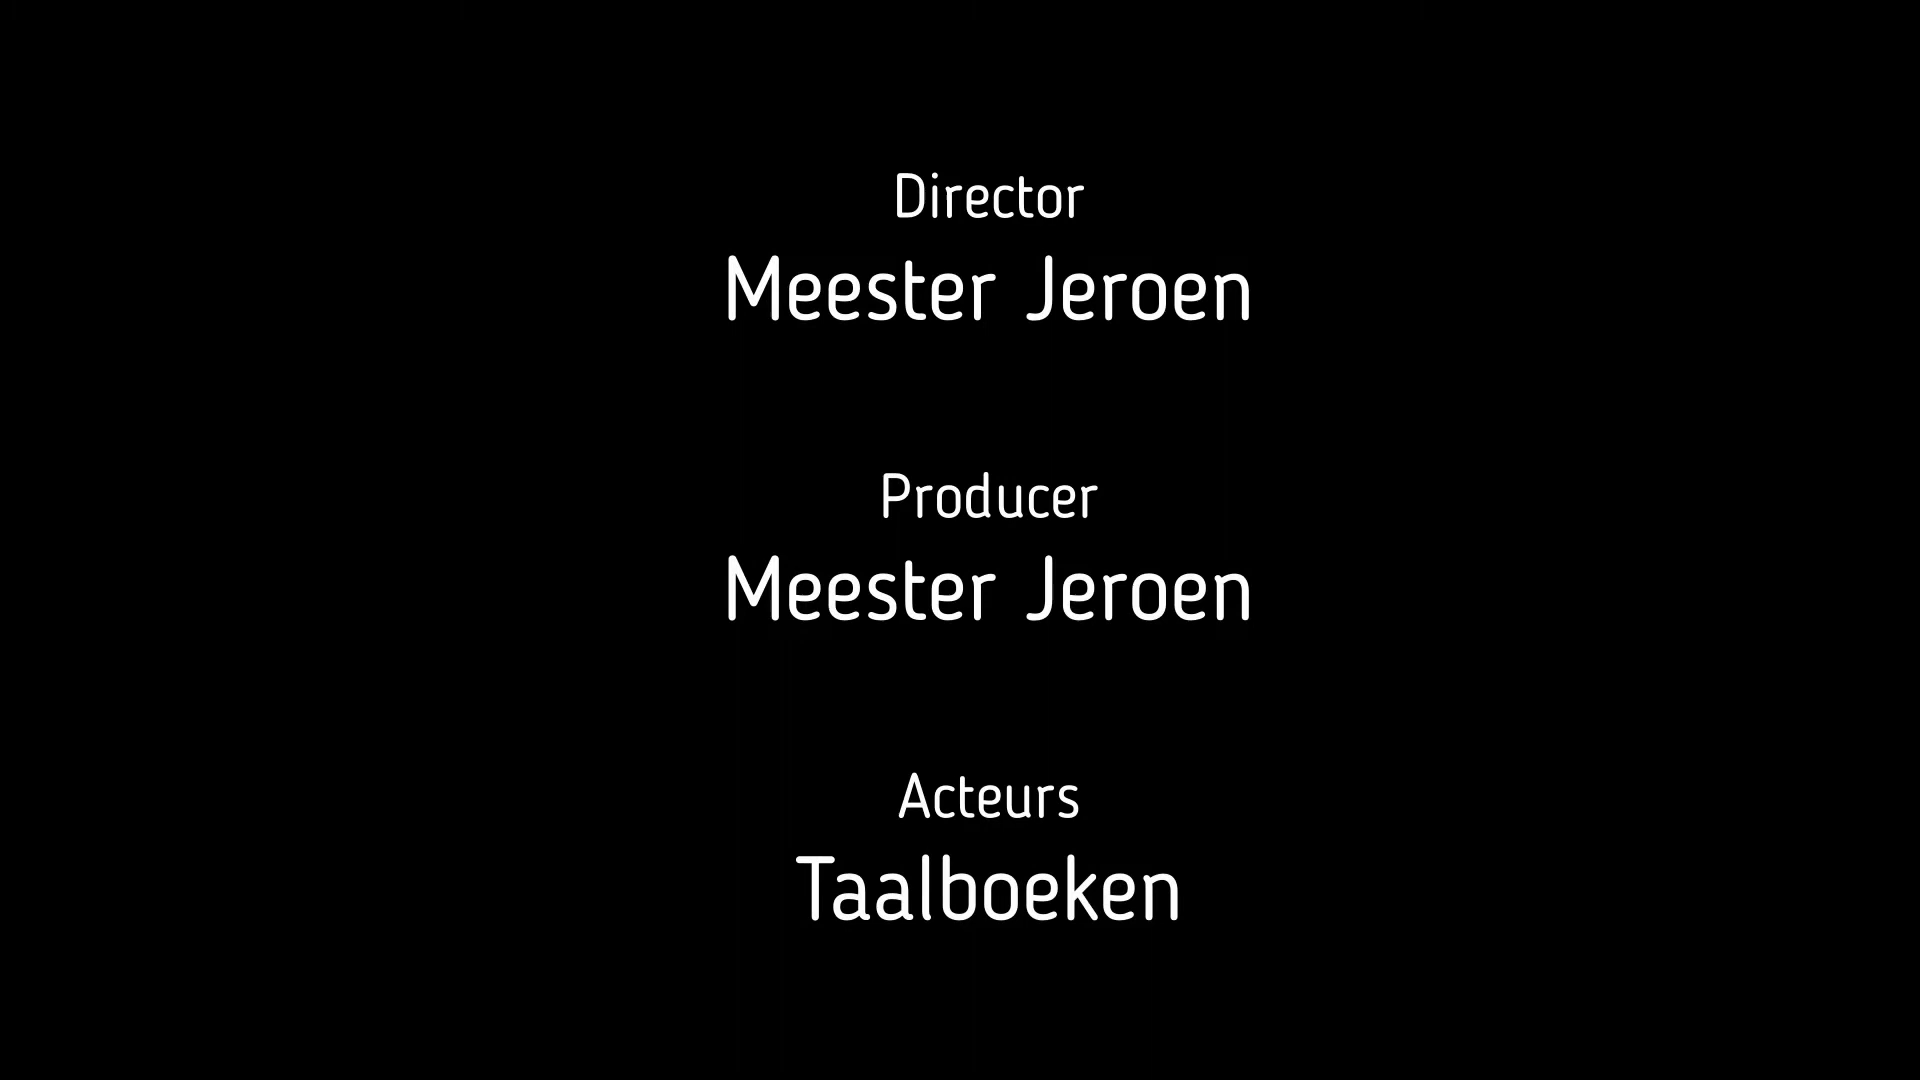 Director
Meester Jeroen
Producer
Meester Jeroen
Acteurs
Taalboeken